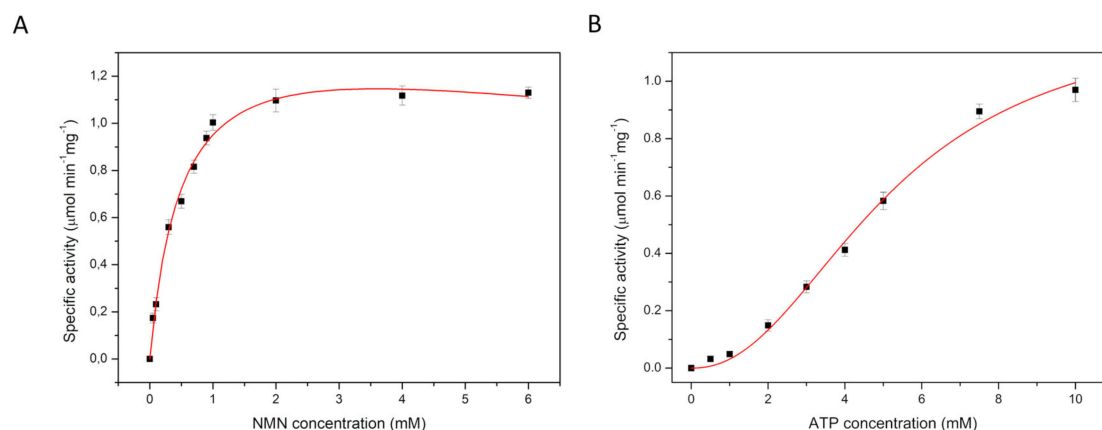 A
Specific activity (μmol min⁻¹mg⁻¹)
1,2
1,0
0,8
0,6
0,4
0,2
0,0
0 1 2 3 4 5 6
NMN concentration (mM)
B
Specific activity (μmol min⁻¹mg⁻¹)
1.0
0.8
0.6
0.4
0.2
0.0
0 2 4 6 8 10
ATP concentration (mM)